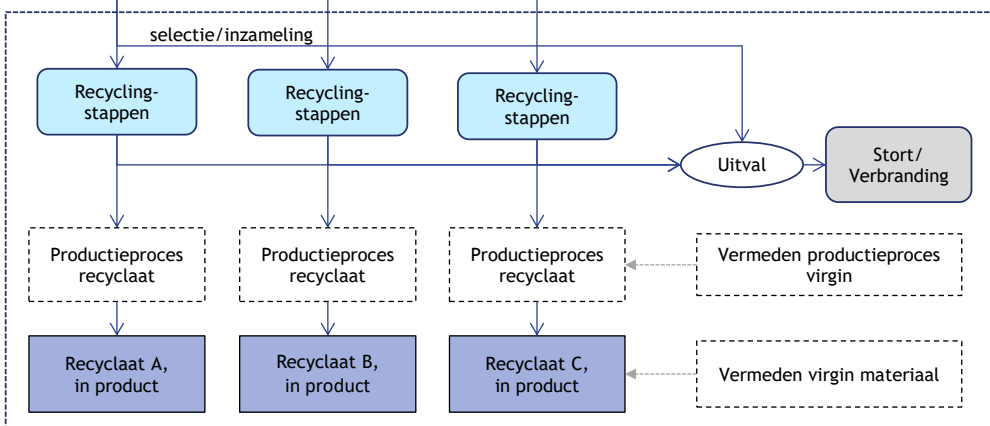 selectie/inzameling
Recycling-
stappen
Recycling-
stappen
Recycling-
stappen
Uitval
Stort/
Verbranding
Productieproces
recyclaat
Productieproces
recyclaat
Productieproces
recyclaat
Vermeden productieproces
virgin
Recyclaat A,
in product
Recyclaat B,
in product
Recyclaat C,
in product
Vermeden virgin materiaal